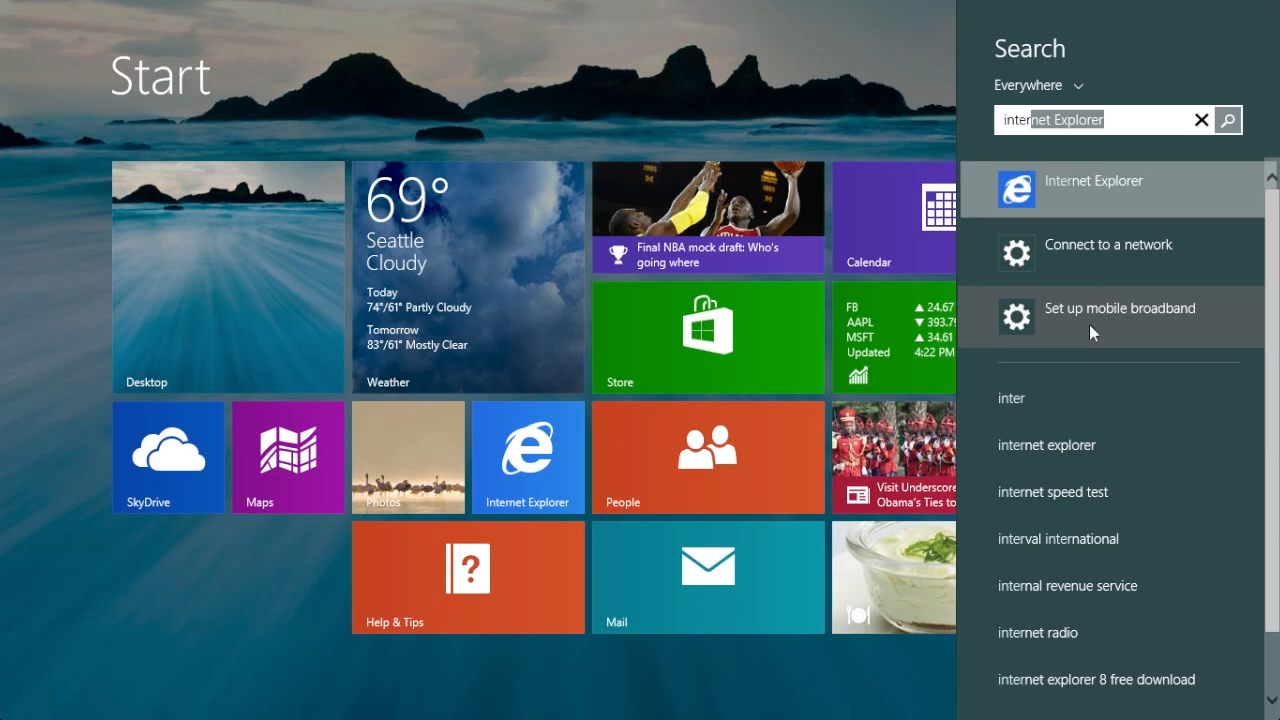 Start
Search
Everywhere
internet Explorer
Internet Explorer
Connect to a network
Set up mobile broadband
inter
internet explorer
internet speed test
interval international
internal revenue service
internet radio
internet explorer 8 free download
Desktop
69°
Seattle
Cloudy
Today
74°/61° Partly Cloudy
Tomorrow
83°/61° Mostly Clear
Weather
Final NBA mock draft: Who's
going where
Calendar
Store
FB ▲ 24.67
AAPL ▼ 393.79
MSFT ▲ 34.61
Updated 4:22 PM
SkyDrive
Maps
Photos
Internet Explorer
People
Visit Underscore
Obama's Ties to
Help & Tips
Mail